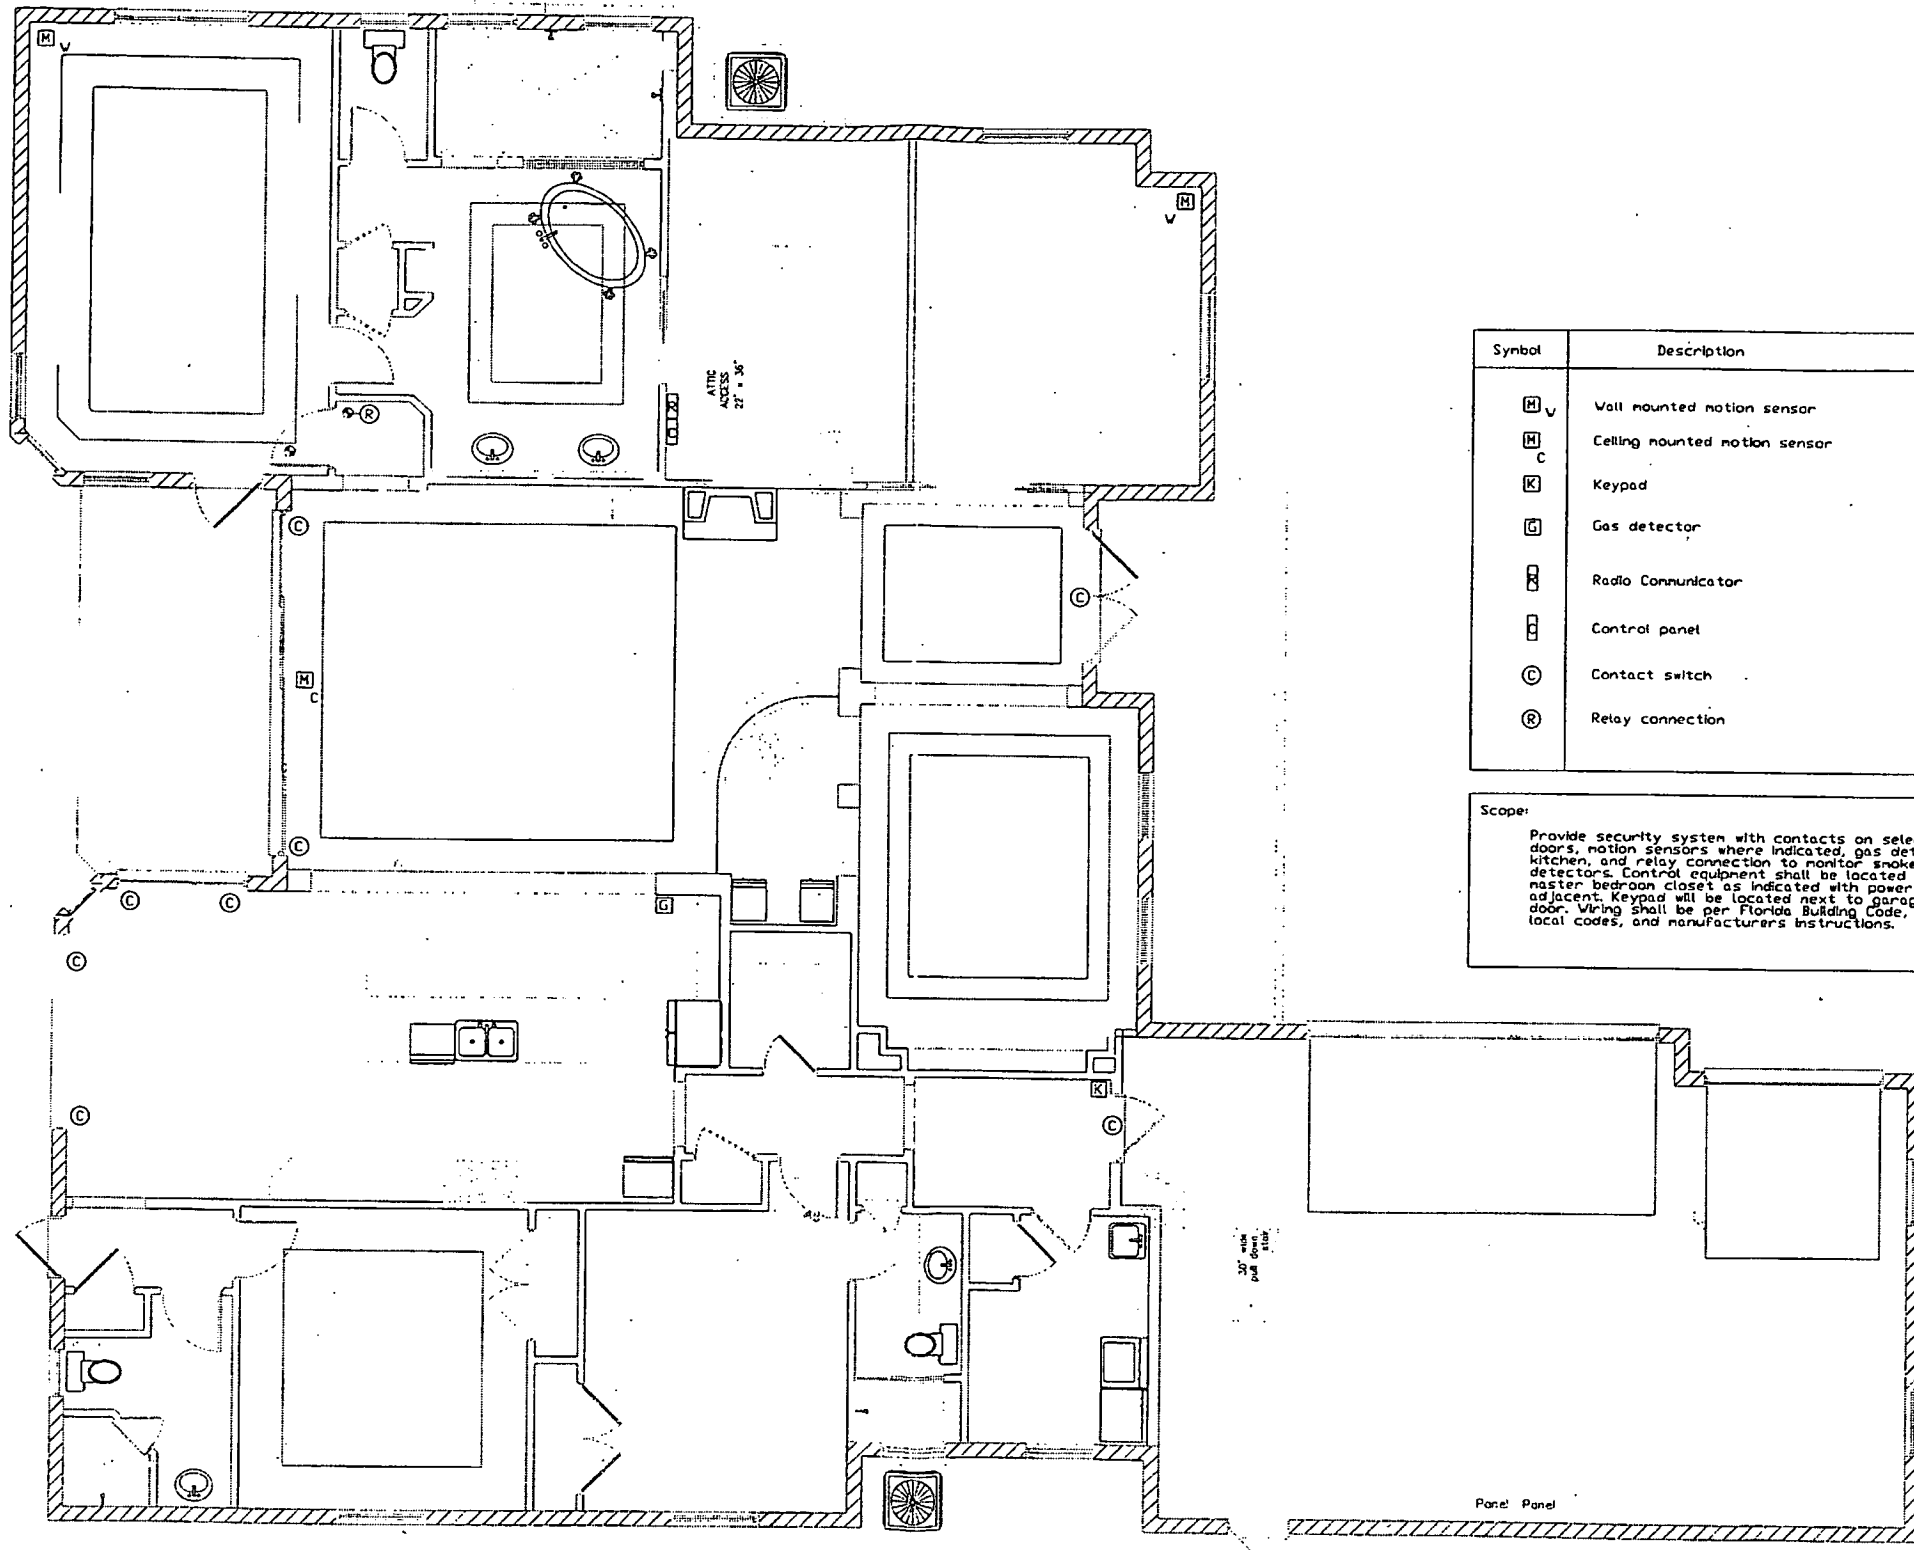 M
W
M
W
ATTIC
ACCESS
22" x 36"
R
C
C
M
C
C
C
C
C
G
C
K
C
30" wide
pull down
stair
Panel Panel
Symbol Description
M W Wall mounted motion sensor
M C Ceiling mounted motion sensor
K Keypad
G Gas detector
R Radio Communicator
C Control panel
C Contact switch
R Relay connection
Scope:
Provide security system with contacts on sele
doors, motion sensors where indicated, gas det
kitchen, and relay connection to monitor smoke
detectors. Control equipment shall be located
master bedroom closet as indicated with power
adjacent. Keypad will be located next to garag
door. Wiring shall be per Florida Building Code,
local codes, and manufacturers instructions.